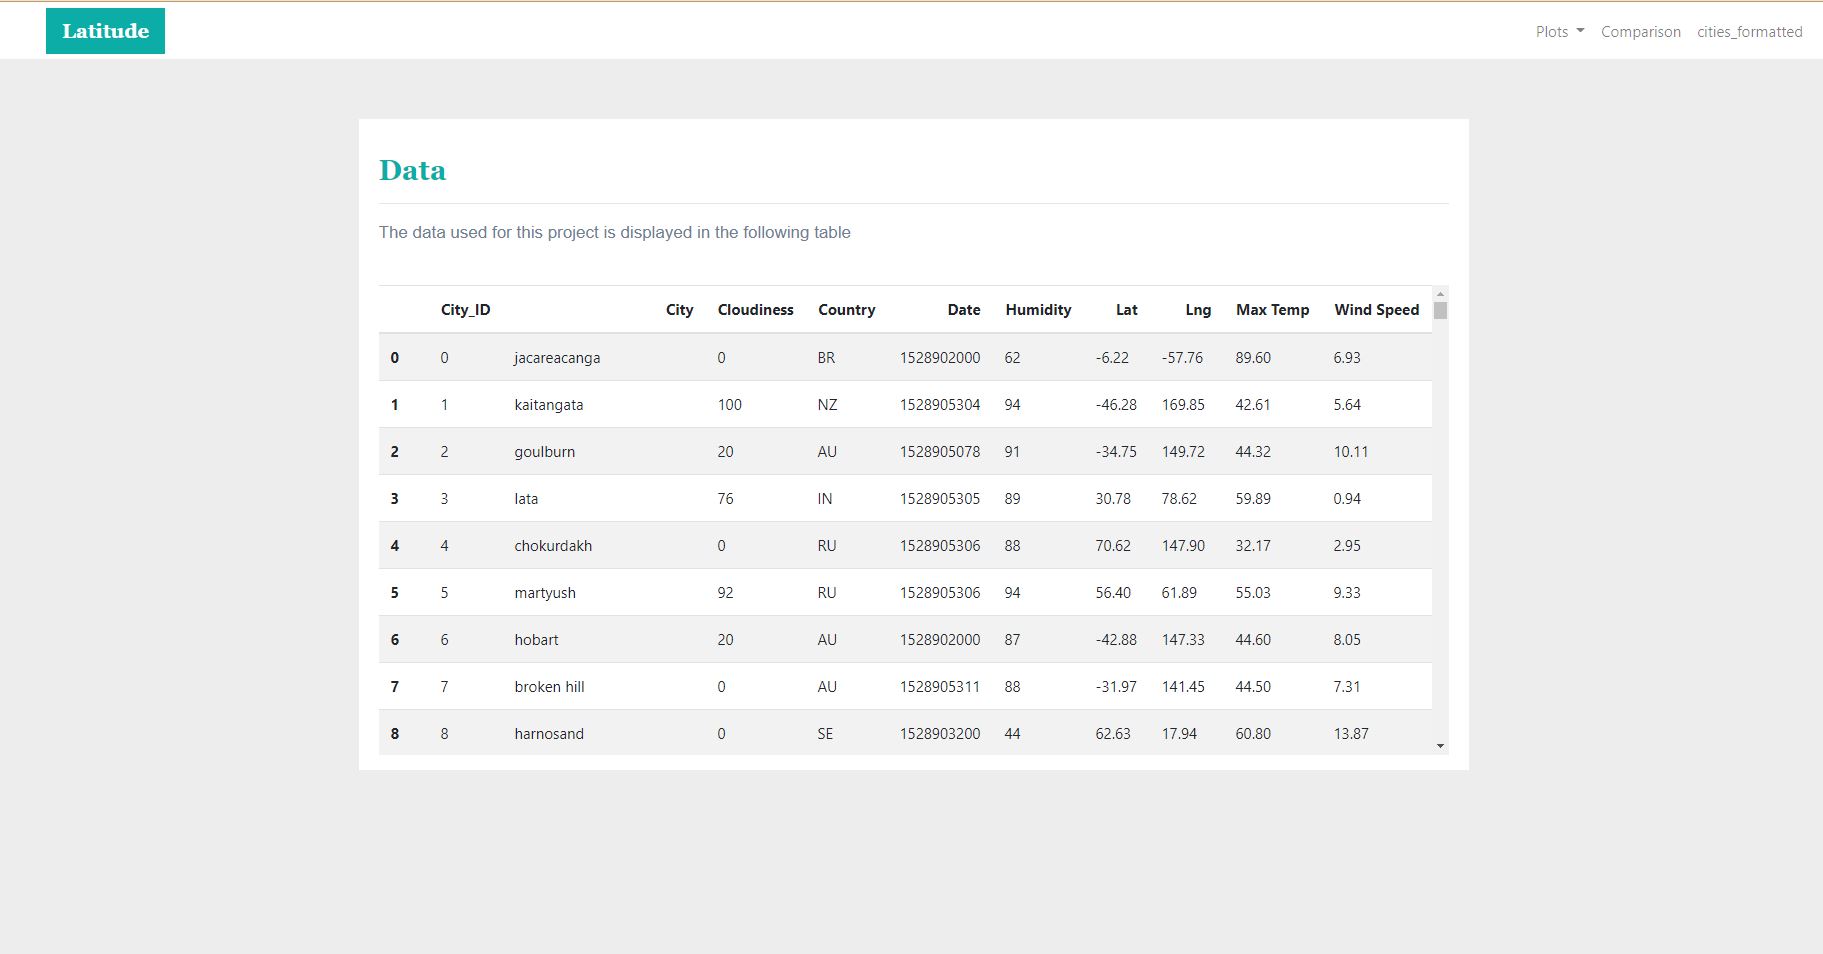 Latitude Plots Comparison cities_formatted
Data
The data used for this project is displayed in the following table
City_ID City Cloudiness Country Date Humidity Lat Lng Max Temp Wind Speed
0 0 jacareacanga 0 BR 1528902000 62 -6.22 -57.76 89.60 6.93
1 1 kaitangata 100 NZ 1528905304 94 -46.28 169.85 42.61 5.64
2 2 goulburn 20 AU 1528905078 91 -34.75 149.72 44.32 10.11
3 3 lata 76 IN 1528905305 89 30.78 78.62 59.89 0.94
4 4 chokurdakh 0 RU 1528905306 88 70.62 147.90 32.17 2.95
5 5 martyush 92 RU 1528905306 94 56.40 61.89 55.03 9.33
6 6 hobart 20 AU 1528902000 87 -42.88 147.33 44.60 8.05
7 7 broken hill 0 AU 1528905311 88 -31.97 141.45 44.50 7.31
8 8 harnosand 0 SE 1528903200 44 62.63 17.94 60.80 13.87